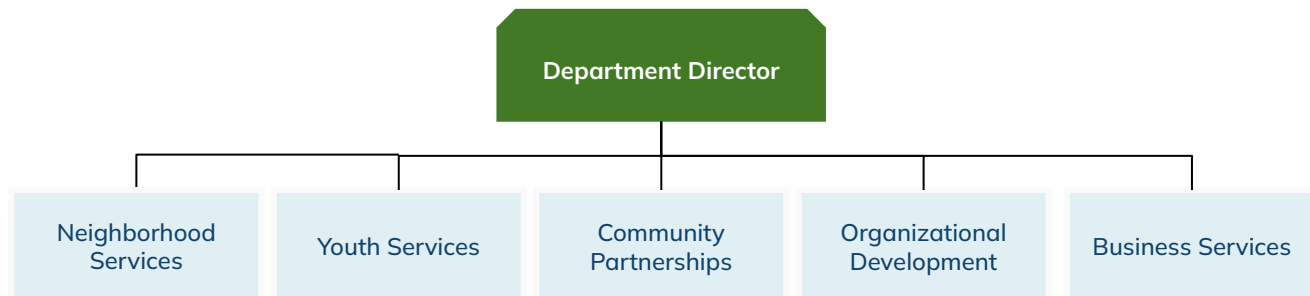 Department Director
Neighborhood
Services
Youth Services
Community
Partnerships
Organizational
Development
Business Services